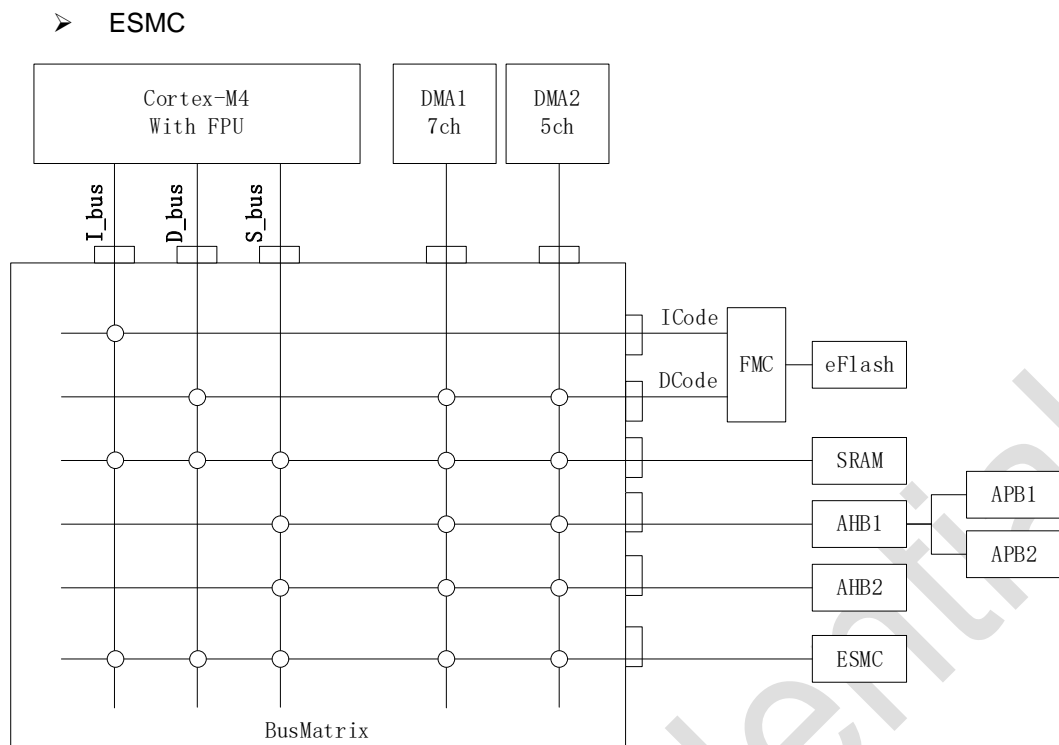 ➢ ESMC
Cortex-M4
With FPU
DMA1
7ch
DMA2
5ch
I_bus
D_bus
S_bus
ICode
FMC
eFlash
DCode
SRAM
APB1
AHB1
APB2
AHB2
ESMC
BusMatrix